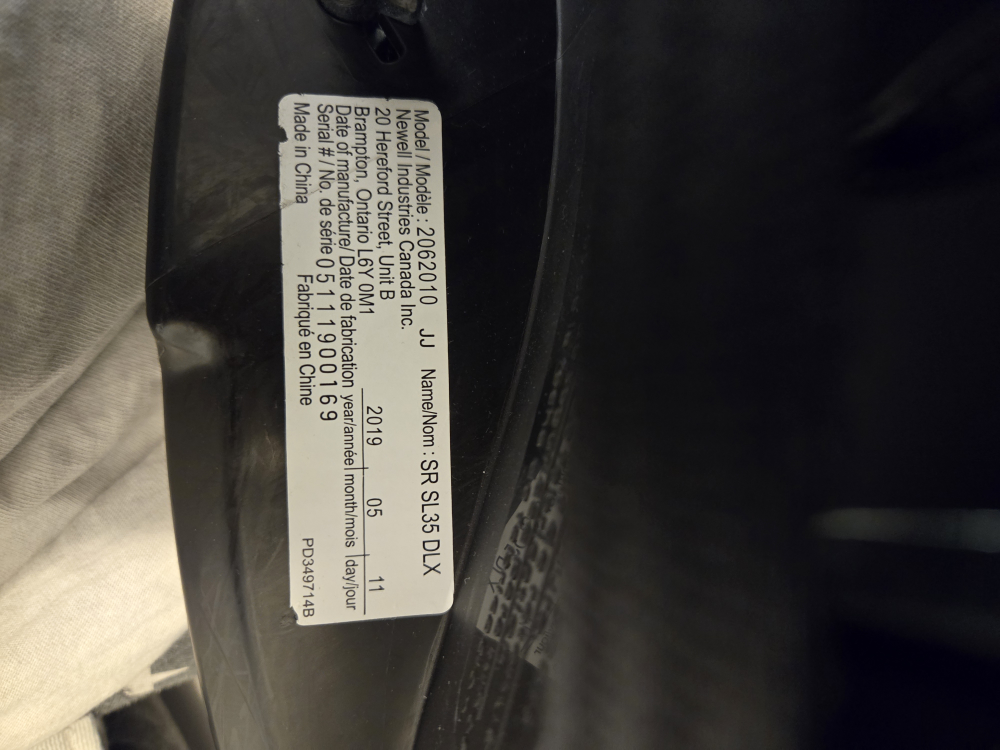 Model / Modèle : 2062010 JJ Name/Nom : SR SL35 DLX
Newell Industries Canada Inc.
20 Hereford Street, Unit B
Brampton, Ontario L6Y 0M1 2019 05 11
Date of manufacture/ Date de fabrication year/année month/mois day/jour
Serial # / No. de série 0511900169
Made in China Fabriqué en Chine PD349714B